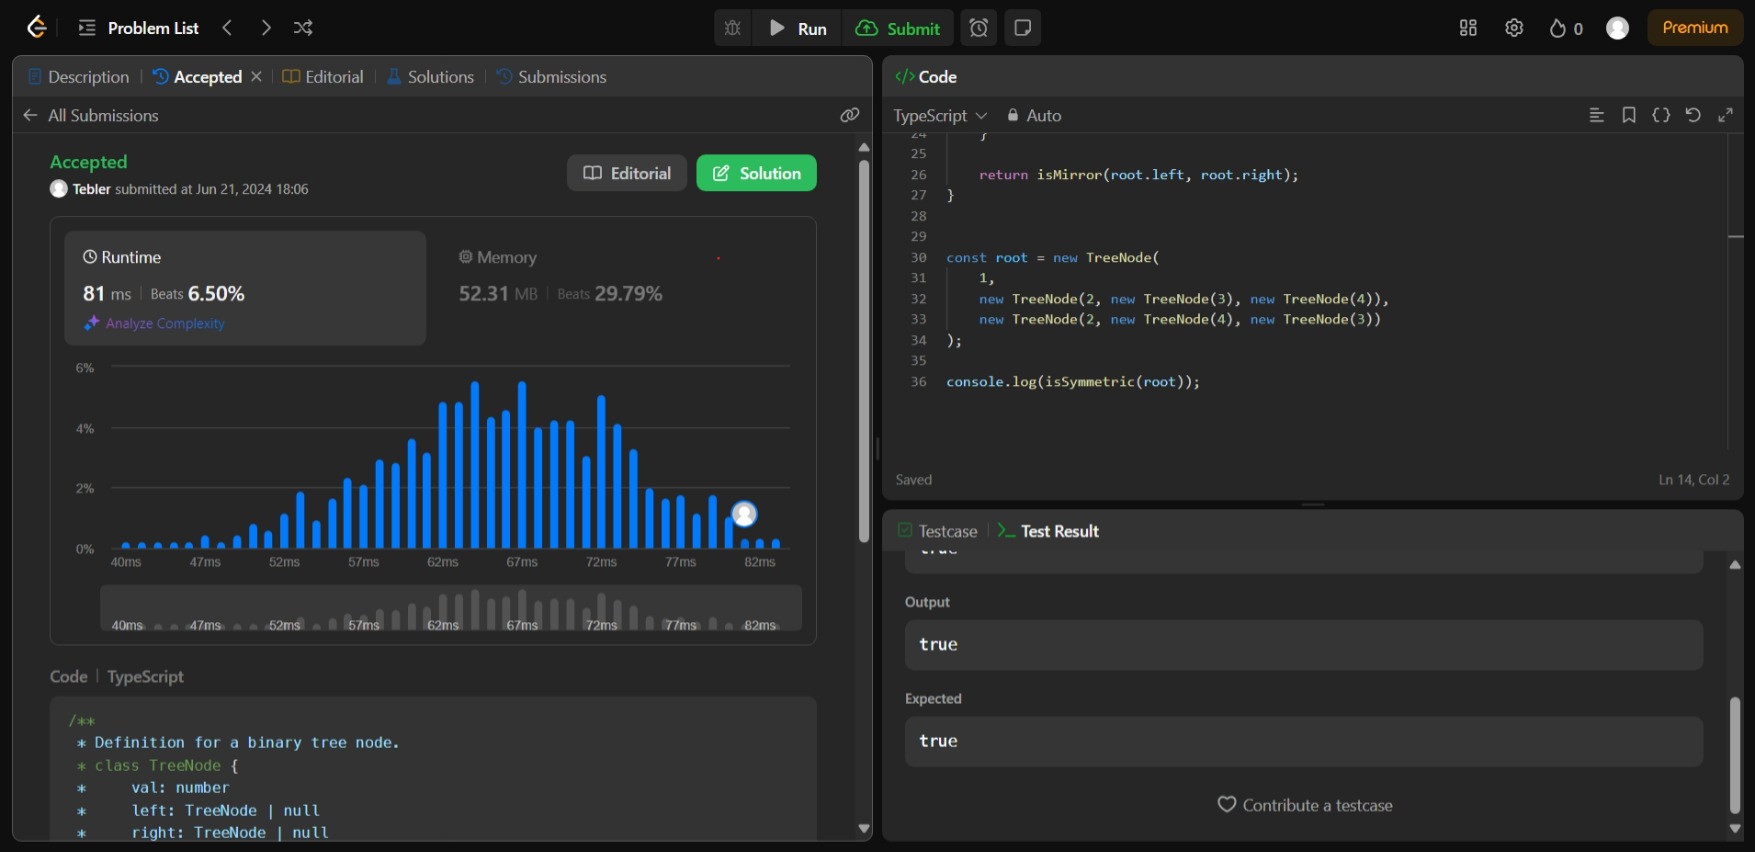 Problem List
Run
Submit
0
Premium
Description
Accepted
Editorial
Solutions
Submissions
All Submissions
Accepted
Tebler submitted at Jun 21, 2024 18:06
Editorial
Solution
Runtime
81 ms | Beats 6.50%
Analyze Complexity
Memory
52.31 MB | Beats 29.79%
6%
4%
2%
0%
40ms 47ms 52ms 57ms 62ms 67ms 72ms 77ms 82ms
40ms 47ms 52ms 57ms 62ms 67ms 72ms 77ms 82ms
Code | TypeScript
/**
* Definition for a binary tree node.
* class TreeNode {
*     val: number
*     left: TreeNode | null
*     right: TreeNode | null
</> Code
TypeScript
Auto
24     }
25
26     return isMirror(root.left, root.right);
27 }
28
29
30 const root = new TreeNode(
31     1,
32     new TreeNode(2, new TreeNode(3), new TreeNode(4)),
33     new TreeNode(2, new TreeNode(4), new TreeNode(3))
34 );
35
36 console.log(isSymmetric(root));
Saved
Ln 14, Col 2
Testcase
Test Result
true
Output
true
Expected
true
Contribute a testcase